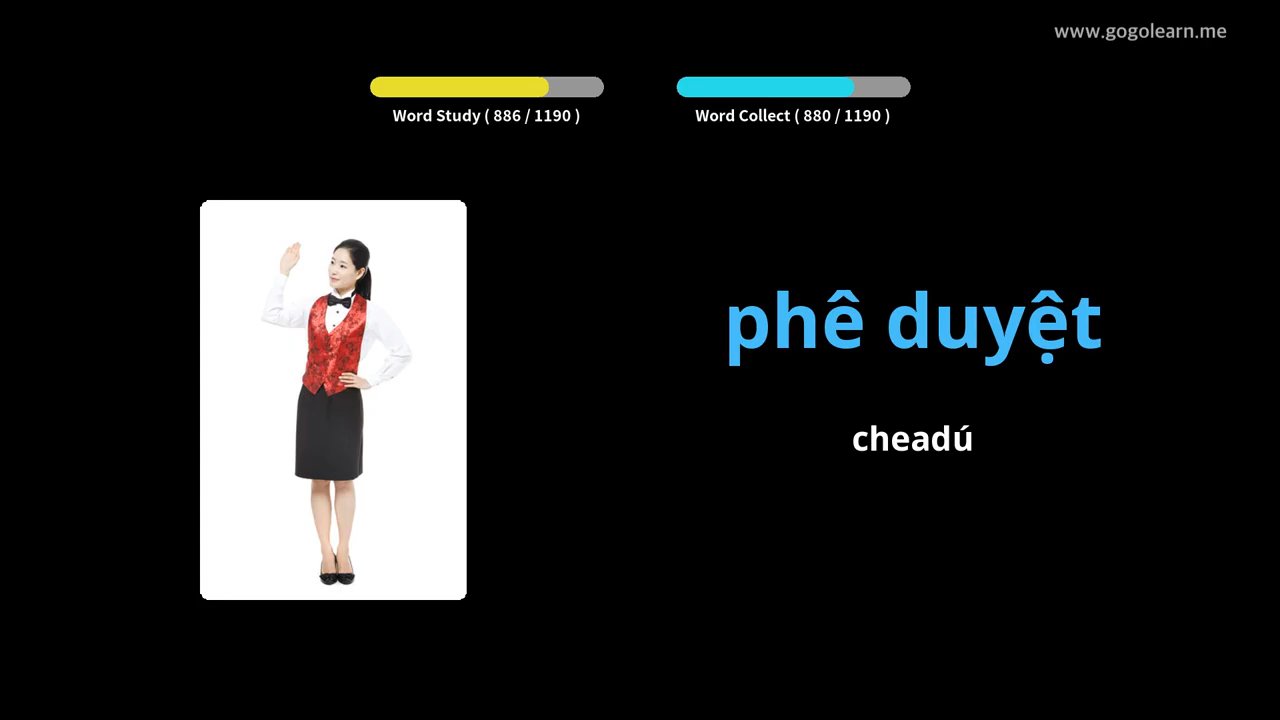 www.gogolearn.me
Word Study ( 886 / 1190 )
Word Collect ( 880 / 1190 )
phê duyệt
cheadú